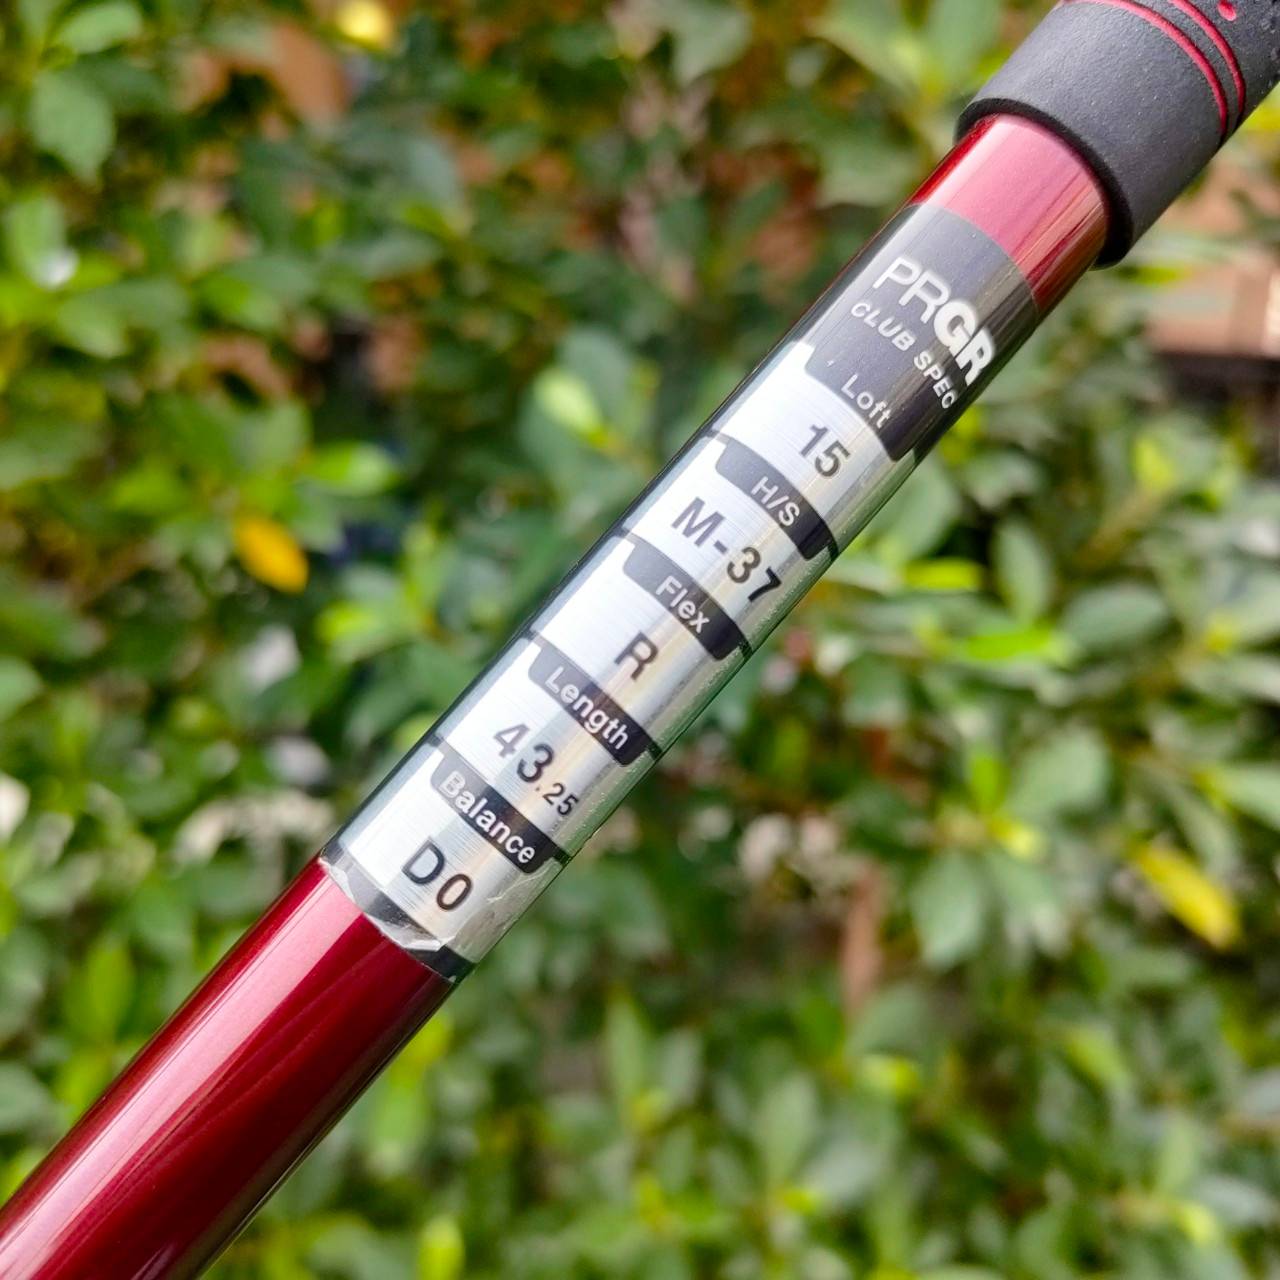 PRGR
CLUB SPEC
Loft
15
H/S
M-37
Flex
R
Length
43.25
Balance
D0